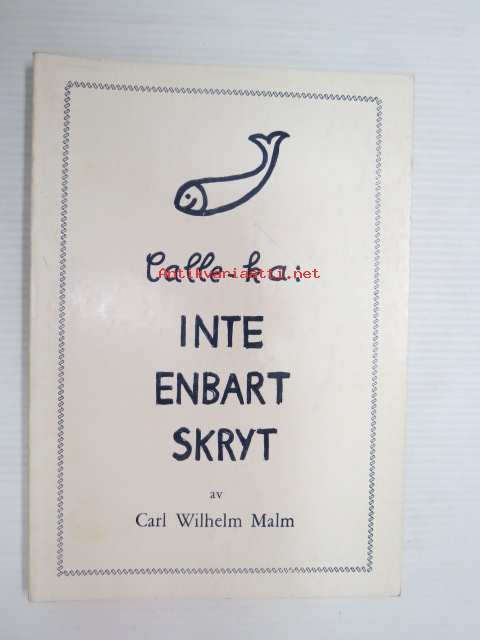 Calle-ka:
Antikvariaatti.net
INTE
ENBART
SKRYT
av
Carl Wilhelm Malm